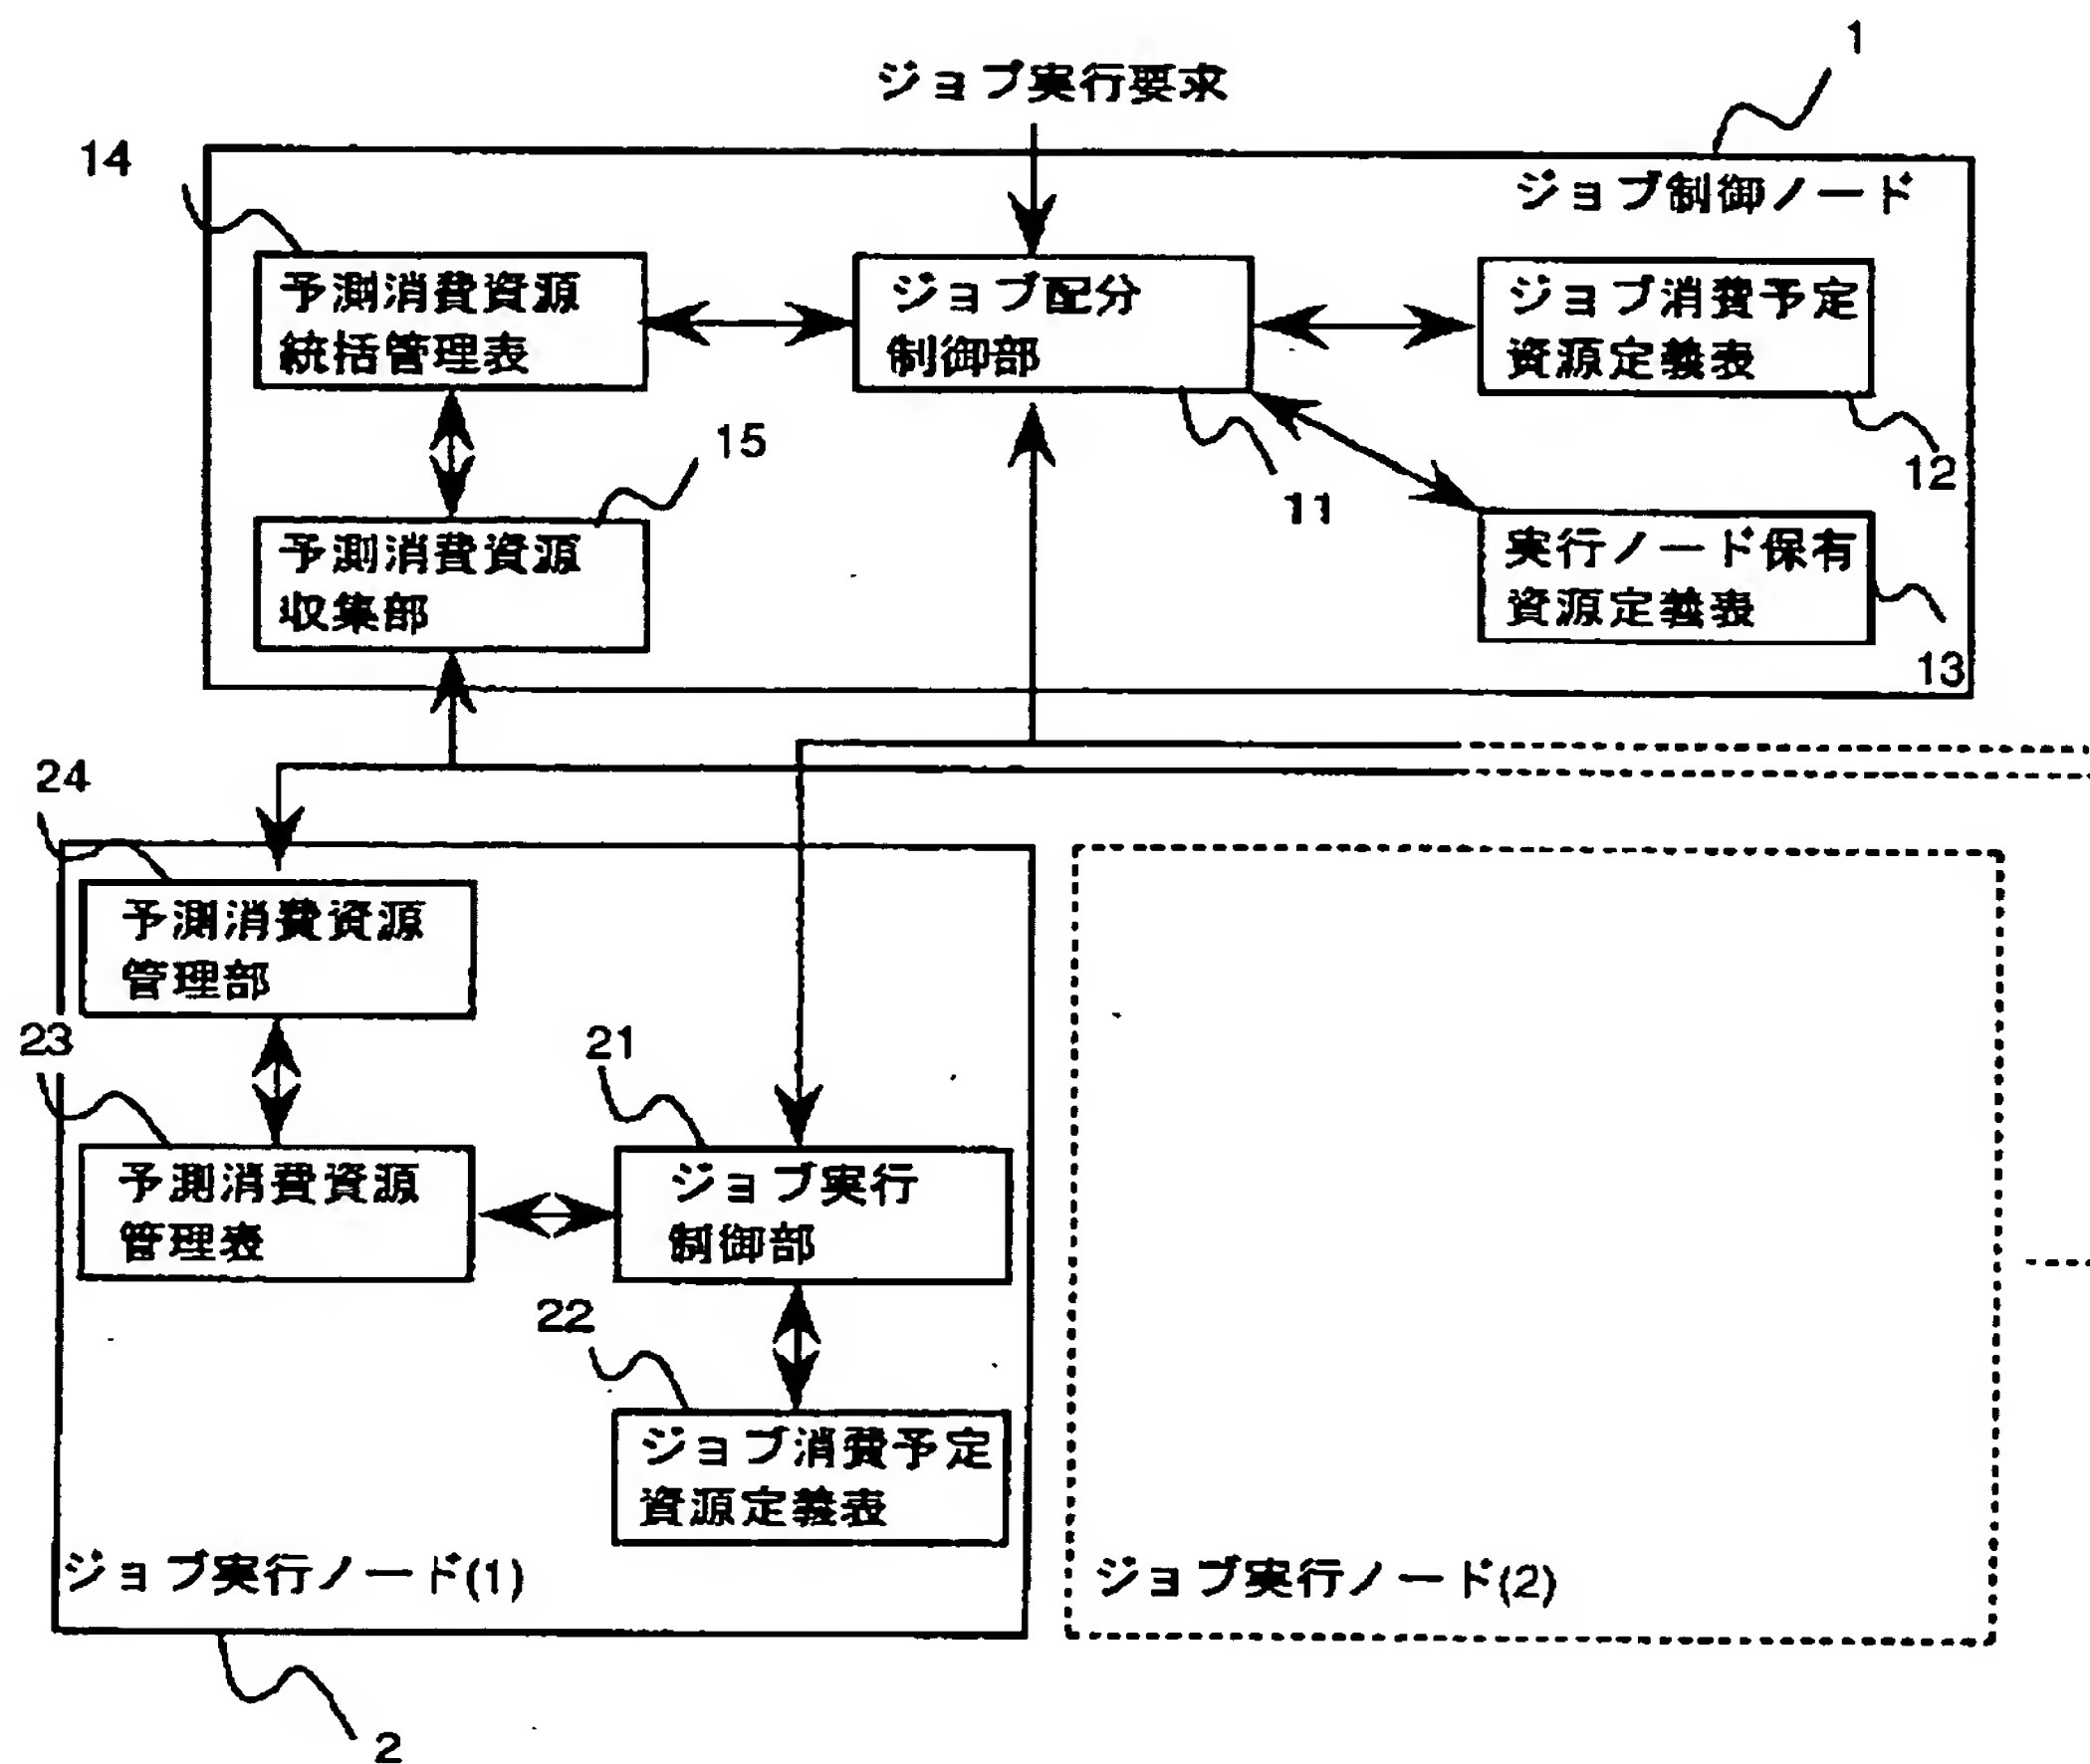 1
ジョブ実行要求
14
ジョブ制御ノード
予測消費資源
統括管理表
ジョブ配分
制御部
ジョブ消費予定
資源定義表
15
12
11
予測消費資源
収集部
実行ノード保有
資源定義表
13
24
予測消費資源
管理部
23
21
予測消費資源
管理表
ジョブ実行
制御部
22
ジョブ消費予定
資源定義表
ジョブ実行ノード(1)
ジョブ実行ノード(2)
2